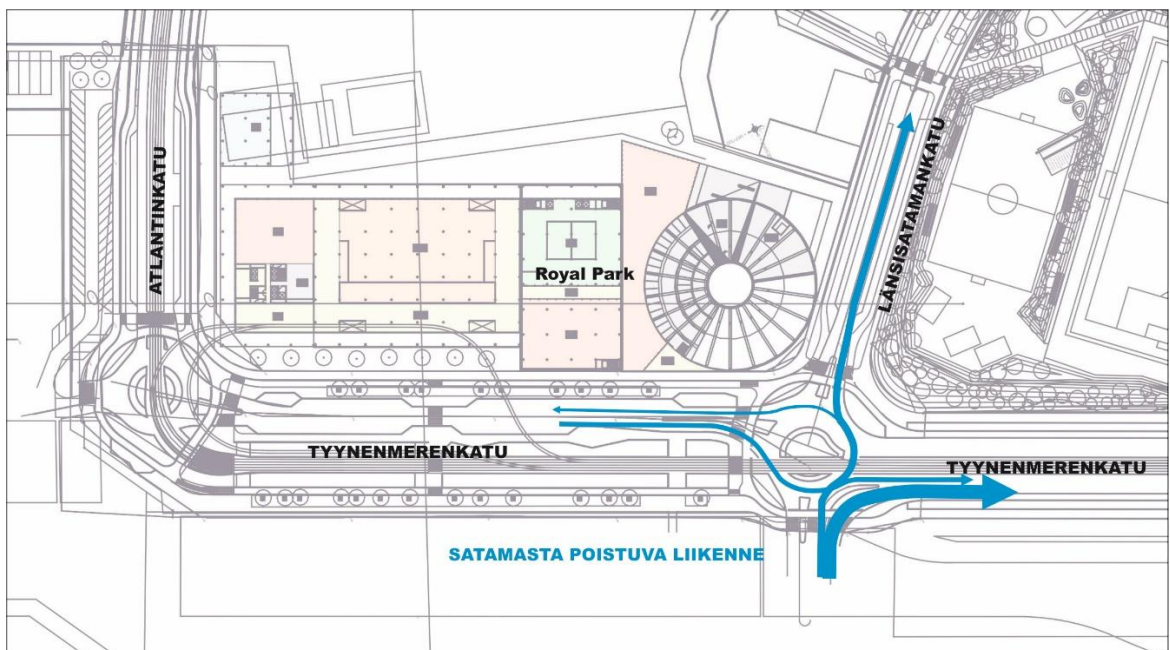 ATLANTINKATU
LÄNSISATAMANKATU
Royal Park
TYYNENMERENKATU
TYYNENMERENKATU
SATAMASTA POISTUVA LIIKENNE